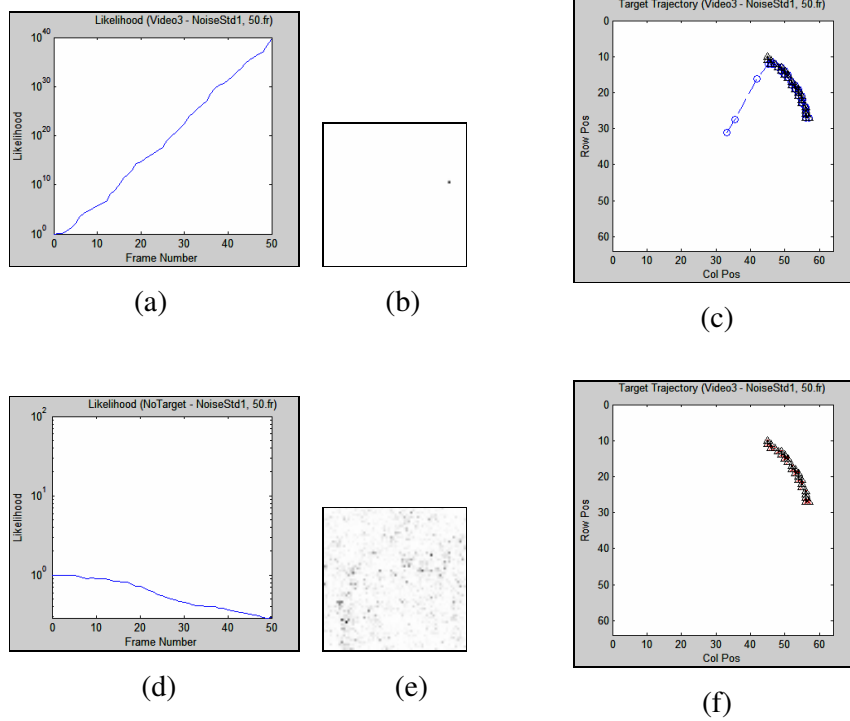 Likelihood (Video3 - NoiseStd1, 50.fr)
10^40
10^30
10^20
10^10
10^0
Likelihood
0 10 20 30 40 50
Frame Number
(a)
(b)
Target Trajectory (Video3 - NoiseStd1, 50.fr)
0
10
20
30
40
50
60
Row Pos
0 10 20 30 40 50 60
Col Pos
(c)
Likelihood (NoTarget - NoiseStd1, 50.fr)
10^2
10^1
10^0
Likelihood
0 10 20 30 40 50
Frame Number
(d)
(e)
Target Trajectory (Video3 - NoiseStd1, 50.fr)
0
10
20
30
40
50
60
Row Pos
0 10 20 30 40 50 60
Col Pos
(f)